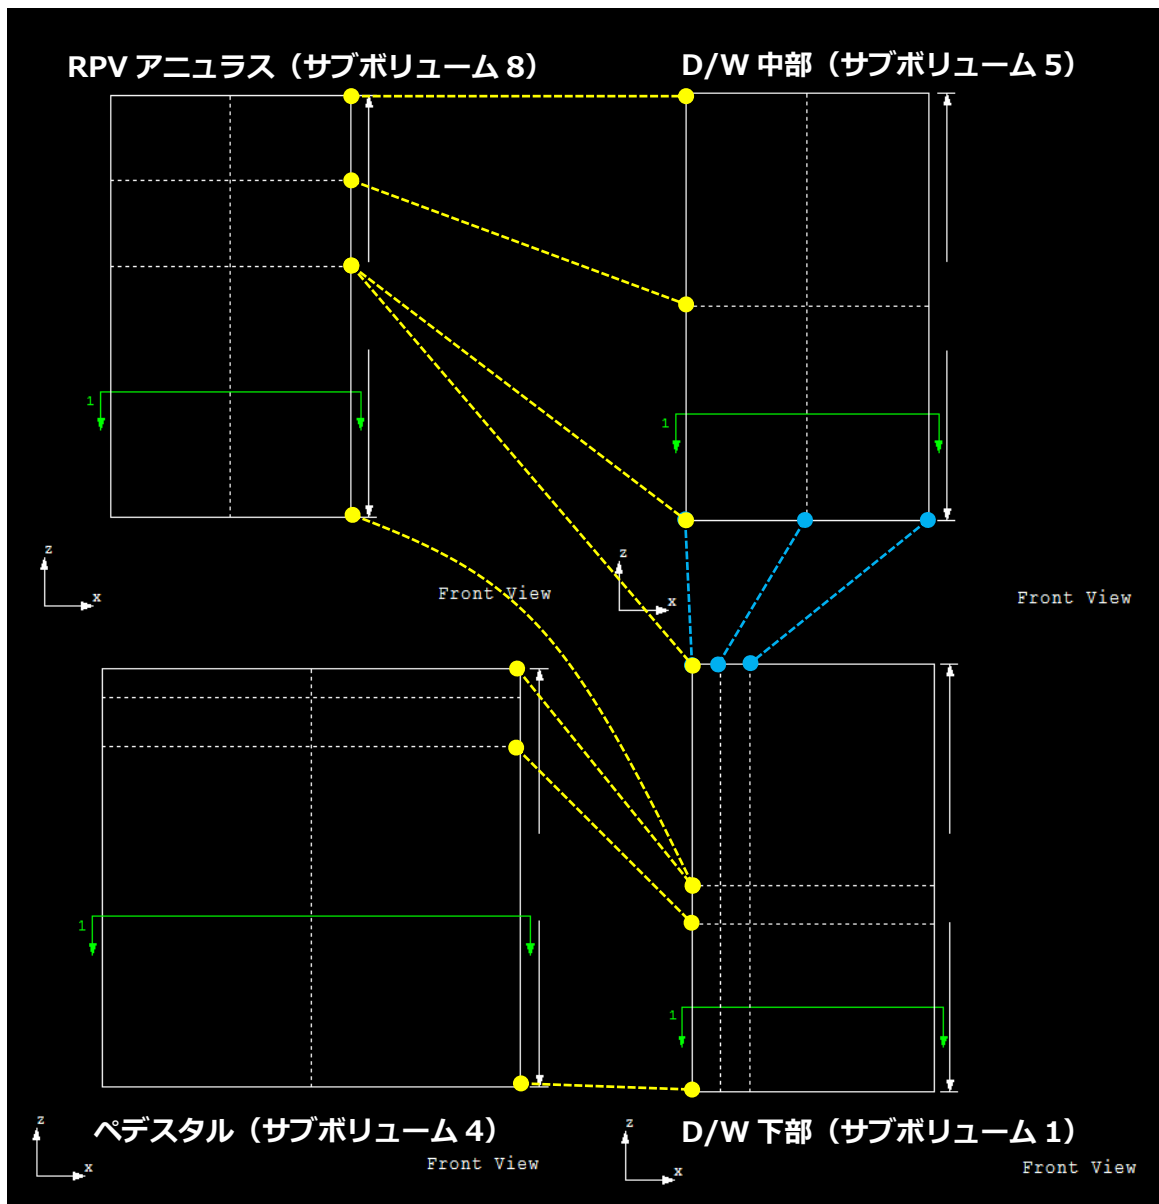 RPV アニュラス（サブボリューム 8）
D/W 中部（サブボリューム 5）
1
1
z
x
Front View
z
x
Front View
1
1
ペデスタル（サブボリューム 4）
D/W 下部（サブボリューム 1）
z
x
Front View
z
x
Front View